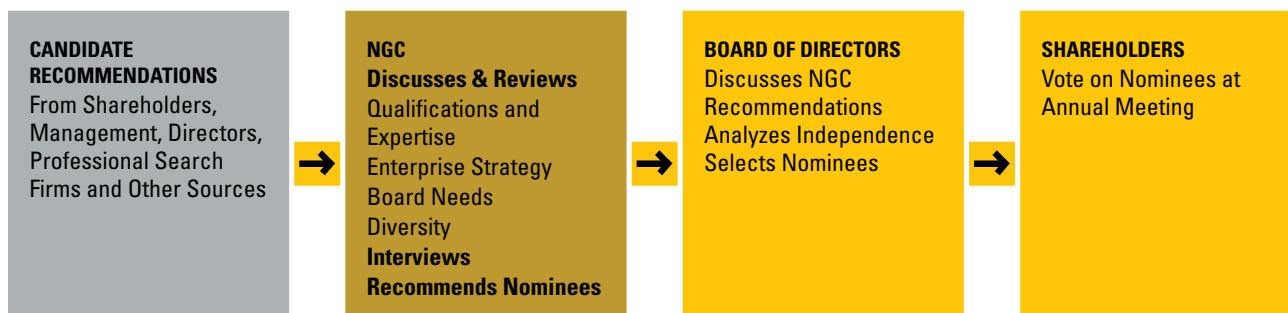 CANDIDATE
RECOMMENDATIONS
From Shareholders,
Management, Directors,
Professional Search
Firms and Other Sources
NGC
Discusses & Reviews
Qualifications and
Expertise
Enterprise Strategy
Board Needs
Diversity
Interviews
Recommends Nominees
BOARD OF DIRECTORS
Discusses NGC
Recommendations
Analyzes Independence
Selects Nominees
SHAREHOLDERS
Vote on Nominees at
Annual Meeting